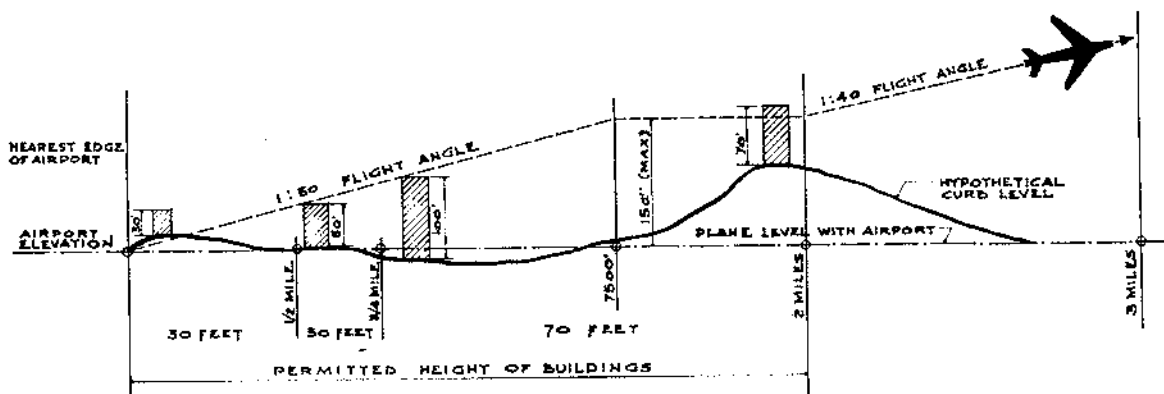 1:40 FLIGHT ANGLE
NEAREST EDGE
OF AIRPORT
1:50 FLIGHT ANGLE
70'
150' (MAX)
HYPOTHETICAL
CURB LEVEL
30'
100'
AIRPORT
ELEVATION
PLANE LEVEL WITH AIRPORT
1/2 MILE
3/4 MILE
7500'
2 MILES
3 MILES
30 FEET
50 FEET
70 FEET
PERMITTED HEIGHT OF BUILDINGS